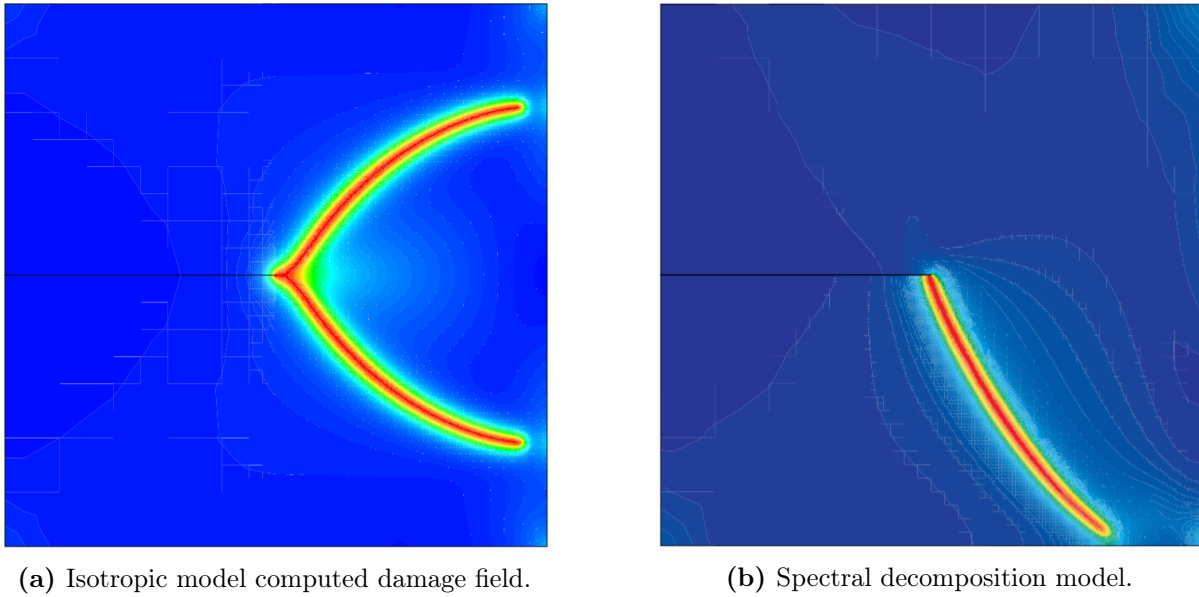 (a) Isotropic model computed damage field.
(b) Spectral decomposition model.